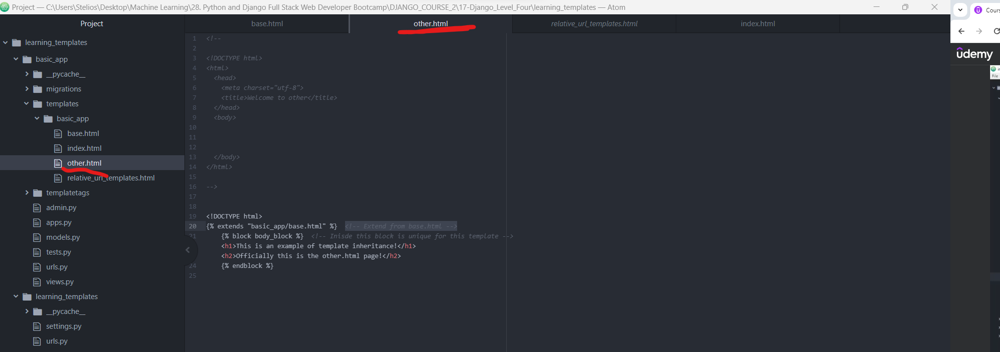 Project — C:\Users\Stelios\Desktop\Machine Learning\28. Python and Django Full Stack Web Developer Bootcamp\DJANGO_COURSE_2\17-Django_Level_Four\learning_templates — Atom
Project
learning_templates
basic_app
__pycache__
migrations
templates
basic_app
base.html
index.html
other.html
relative_url_templates.html
templatetags
admin.py
apps.py
models.py
tests.py
urls.py
views.py
learning_templates
__pycache__
settings.py
urls.py
base.html
other.html
relative_url_templates.html
index.html
1 <!--
2
3 <!DOCTYPE html>
4 <html>
5 <head>
6 <meta charset="utf-8">
7 <title>Welcome to other</title>
8 </head>
9 <body>
10
11
12
13 </body>
14 </html>
15
16 -->
17
18
19 <!DOCTYPE html>
20 {% extends "basic_app/base.html" %} <!-- Extend from base.html -->
21 {% block body_block %} <!-- Inisde this block is unique for this template -->
<h1>This is an example of template inheritance!</h1>
<h2>Officially this is the other.html page!</h2>
24 {% endblock %}
25
Cours
udemy
File